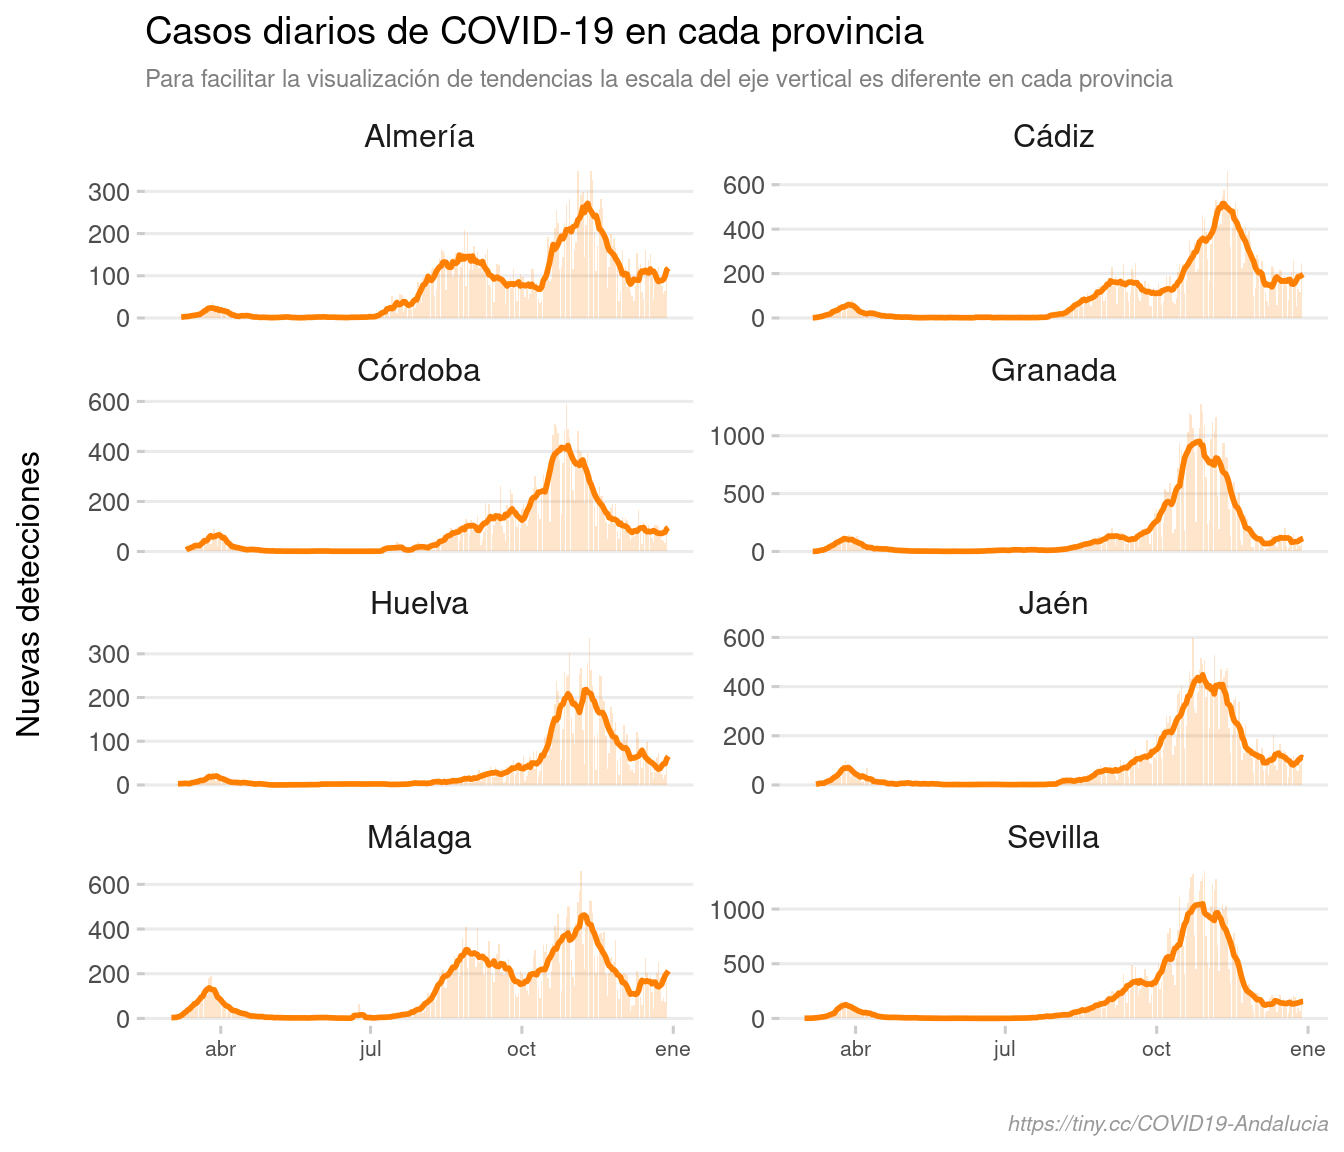 Casos diarios de COVID-19 en cada provincia
Para facilitar la visualización de tendencias la escala del eje vertical es diferente en cada provincia
Nuevas detecciones
Almería
300
200
100
0
Cádiz
600
400
200
0
Córdoba
600
400
200
0
Granada
1000
500
0
Huelva
300
200
100
0
Jaén
600
400
200
0
Málaga
600
400
200
0
abr jul oct ene
Sevilla
1000
500
0
abr jul oct ene
https://tiny.cc/COVID19-Andalucia